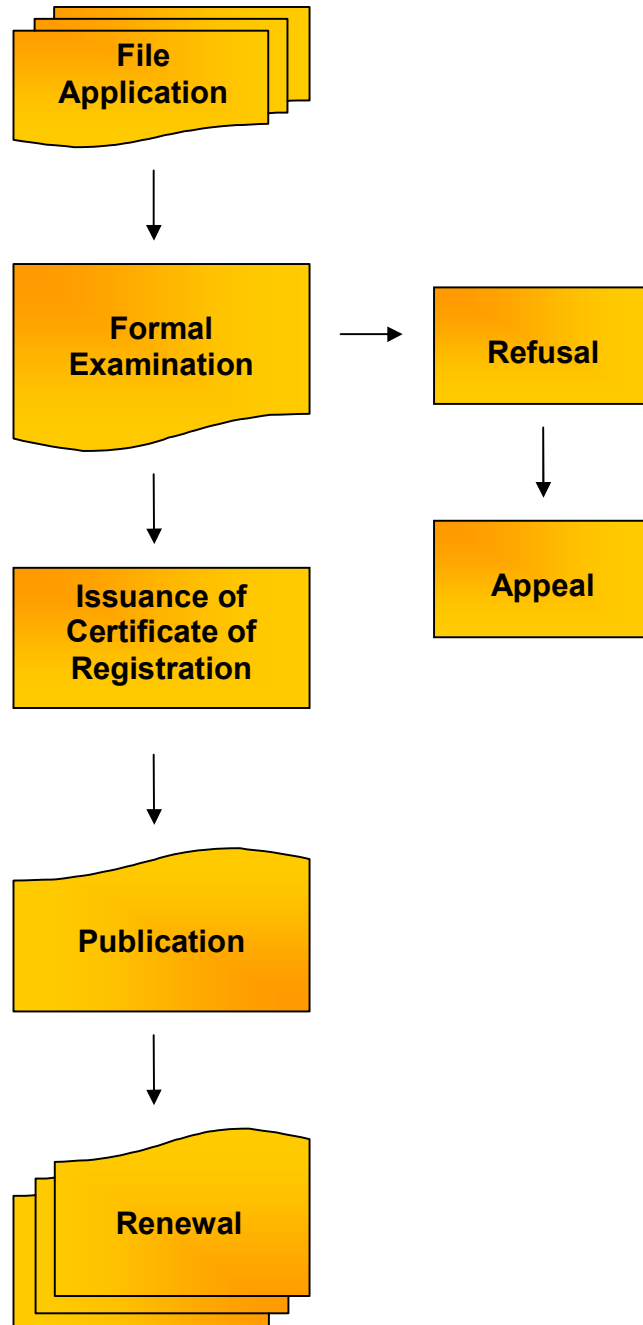 File
Application
Formal
Examination
Refusal
Appeal
Issuance of
Certificate of
Registration
Publication
Renewal